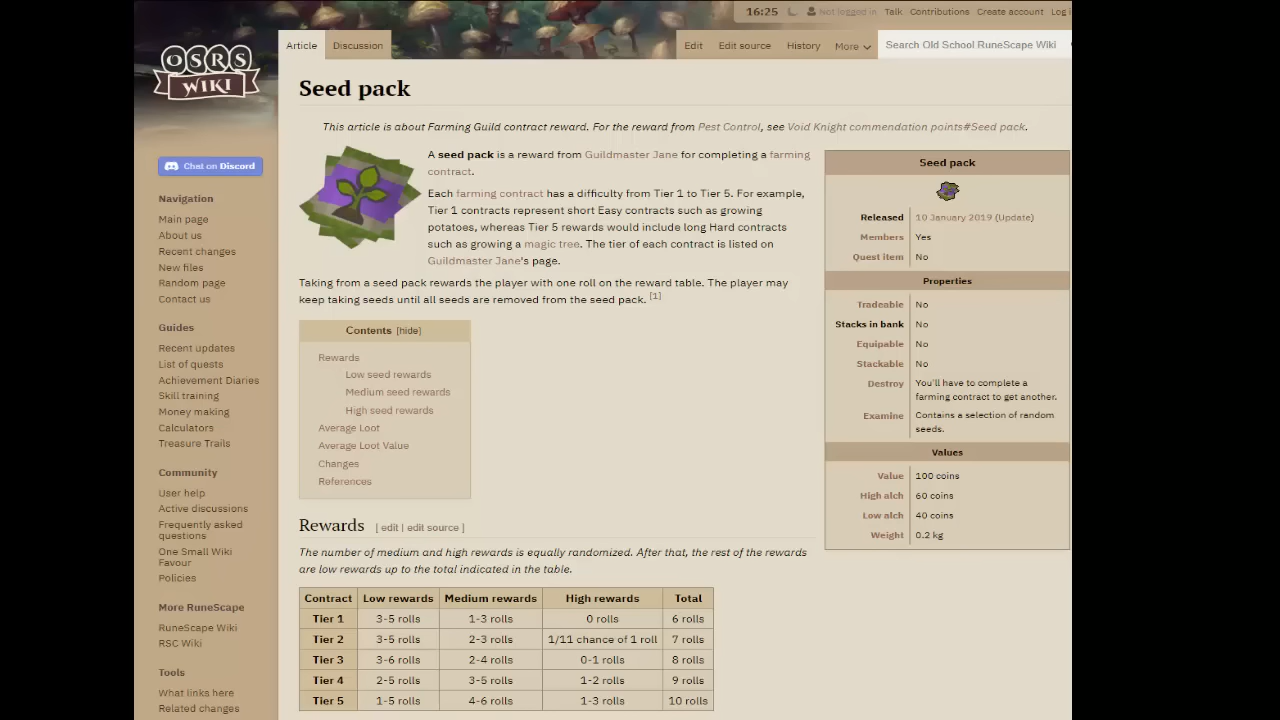 16:25 Not logged in Talk Contributions Create account Log i
OSRS
WIKI
Article Discussion Edit Edit source History More Search Old School RuneScape Wiki
Seed pack
This article is about Farming Guild contract reward. For the reward from Pest Control, see Void Knight commendation points#Seed pack.
A seed pack is a reward from Guildmaster Jane for completing a farming
contract.
Each farming contract has a difficulty from Tier 1 to Tier 5. For example,
Tier 1 contracts represent short Easy contracts such as growing
potatoes, whereas Tier 5 rewards would include long Hard contracts
such as growing a magic tree. The tier of each contract is listed on
Guildmaster Jane's page.
Taking from a seed pack rewards the player with one roll on the reward table. The player may
keep taking seeds until all seeds are removed from the seed pack. [1]
Contents [hide]
Rewards
Low seed rewards
Medium seed rewards
High seed rewards
Average Loot
Average Loot Value
Changes
References
Rewards [ edit | edit source ]
The number of medium and high rewards is equally randomized. After that, the rest of the rewards
are low rewards up to the total indicated in the table.
Contract Low rewards Medium rewards High rewards Total
Tier 1 3-5 rolls 1-3 rolls 0 rolls 6 rolls
Tier 2 3-5 rolls 2-3 rolls 1/11 chance of 1 roll 7 rolls
Tier 3 3-6 rolls 2-4 rolls 0-1 rolls 8 rolls
Tier 4 2-5 rolls 3-5 rolls 1-2 rolls 9 rolls
Tier 5 1-5 rolls 4-6 rolls 1-3 rolls 10 rolls
Seed pack
Released 10 January 2019 (Update)
Members Yes
Quest item No
Properties
Tradeable No
Stacks in bank No
Equipable No
Stackable No
Destroy You'll have to complete a
farming contract to get another.
Examine Contains a selection of random
seeds.
Values
Value 100 coins
High alch 60 coins
Low alch 40 coins
Weight 0.2 kg
Chat on Discord
Navigation
Main page
About us
Recent changes
New files
Random page
Contact us
Guides
Recent updates
List of quests
Achievement Diaries
Skill training
Money making
Calculators
Treasure Trails
Community
User help
Active discussions
Frequently asked
questions
One Small Wiki
Favour
Policies
More RuneScape
RuneScape Wiki
RSC Wiki
Tools
What links here
Related changes